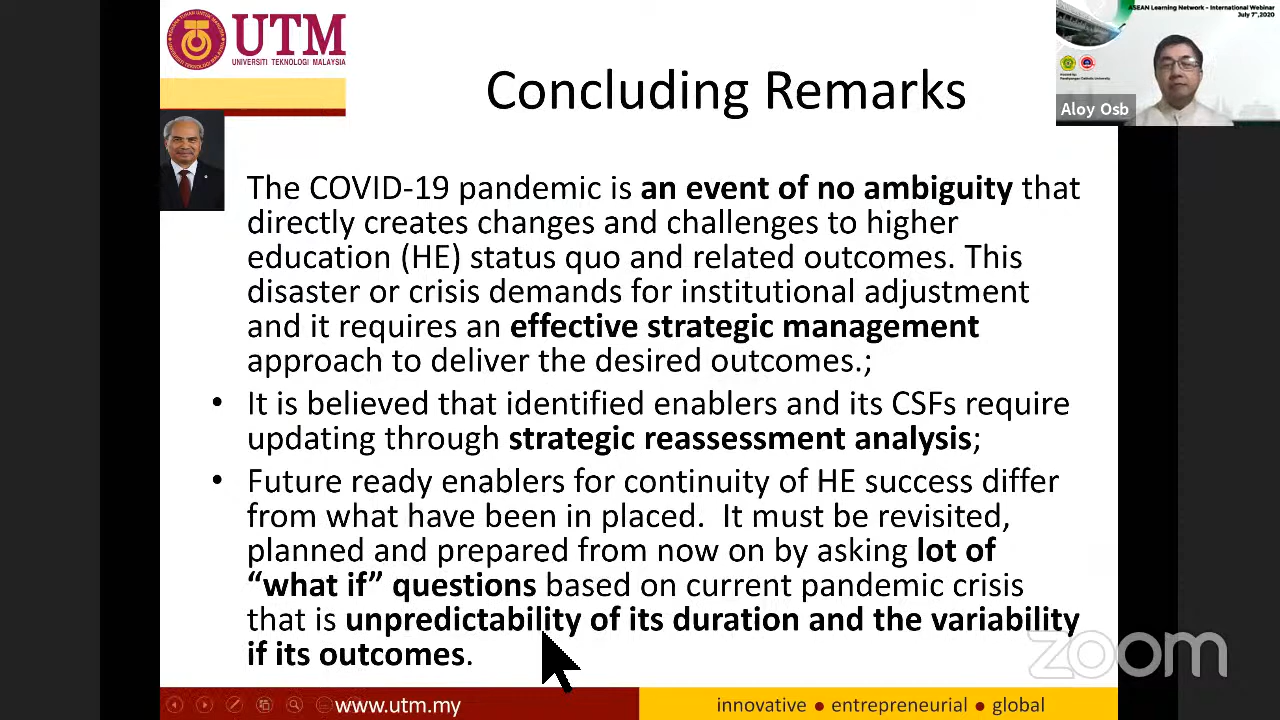 UTM
UNIVERSITI TEKNOLOGI MALAYSIA
ASEAN Learning Network - International Webinar
July 7th,2020
Aloy Osb
Concluding Remarks
The COVID-19 pandemic is an event of no ambiguity that
directly creates changes and challenges to higher
education (HE) status quo and related outcomes. This
disaster or crisis demands for institutional adjustment
and it requires an effective strategic management
approach to deliver the desired outcomes.;
• It is believed that identified enablers and its CSFs require
updating through strategic reassessment analysis;
• Future ready enablers for continuity of HE success differ
from what have been in placed. It must be revisited,
planned and prepared from now on by asking lot of
“what if” questions based on current pandemic crisis
that is unpredictability of its duration and the variability
if its outcomes.
zoom
www.utm.my
innovative ● entrepreneurial ● global